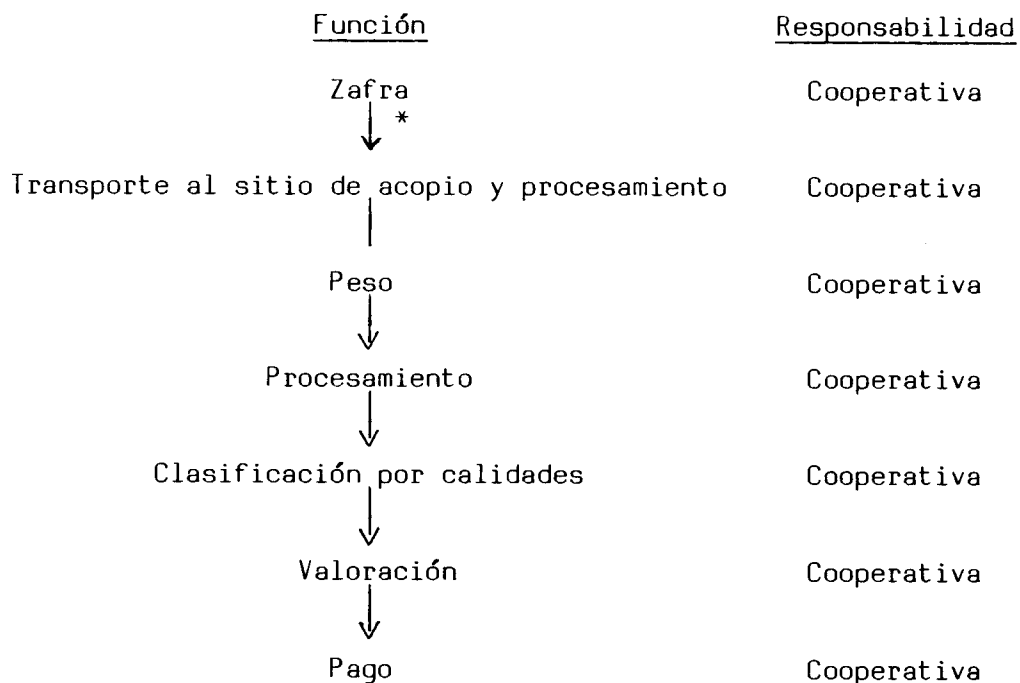 Función Responsabilidad
Zafra Cooperativa
*
Transporte al sitio de acopio y procesamiento Cooperativa
Peso Cooperativa
Procesamiento Cooperativa
Clasificación por calidades Cooperativa
Valoración Cooperativa
Pago Cooperativa